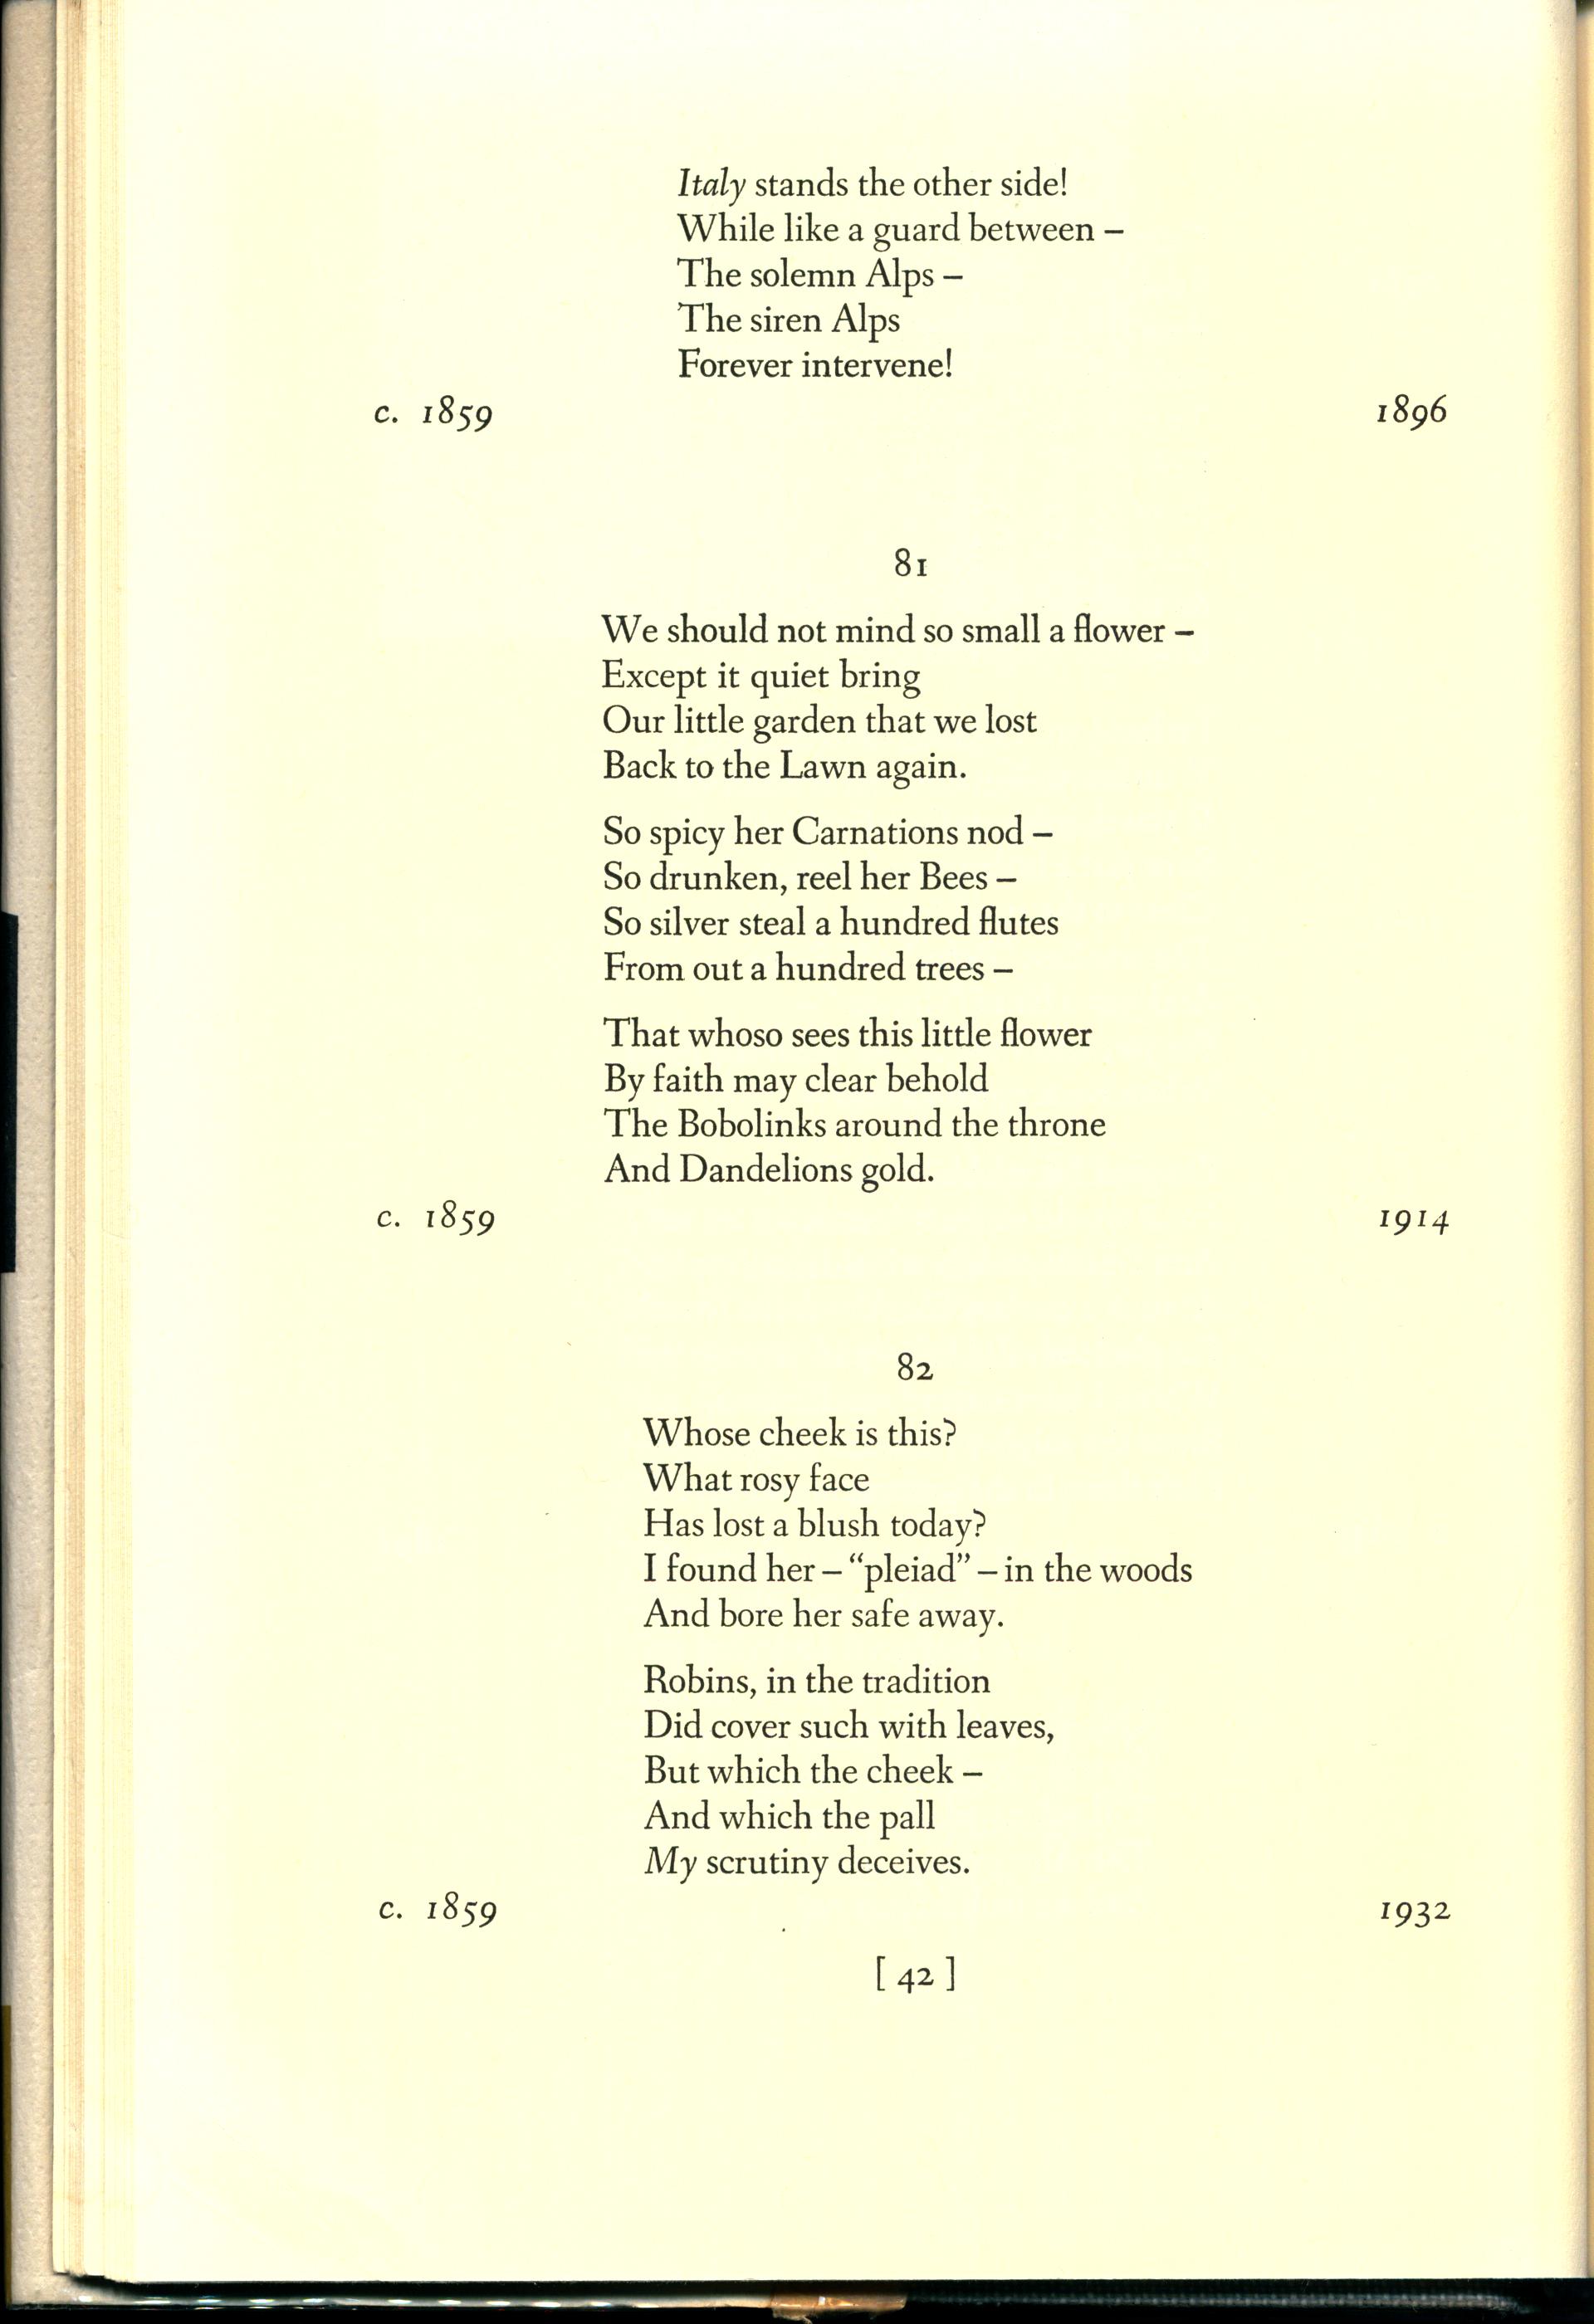 Italy stands the other side!
While like a guard between –
The solemn Alps –
The siren Alps
Forever intervene!
c. 1859 1896
81
We should not mind so small a flower –
Except it quiet bring
Our little garden that we lost
Back to the Lawn again.
So spicy her Carnations nod –
So drunken, reel her Bees –
So silver steal a hundred flutes
From out a hundred trees –
That whoso sees this little flower
By faith may clear behold
The Bobolinks around the throne
And Dandelions gold.
c. 1859 1914
82
Whose cheek is this?
What rosy face
Has lost a blush today?
I found her – “pleiad” – in the woods
And bore her safe away.
Robins, in the tradition
Did cover such with leaves,
But which the cheek –
And which the pall
My scrutiny deceives.
c. 1859 1932
[ 42 ]